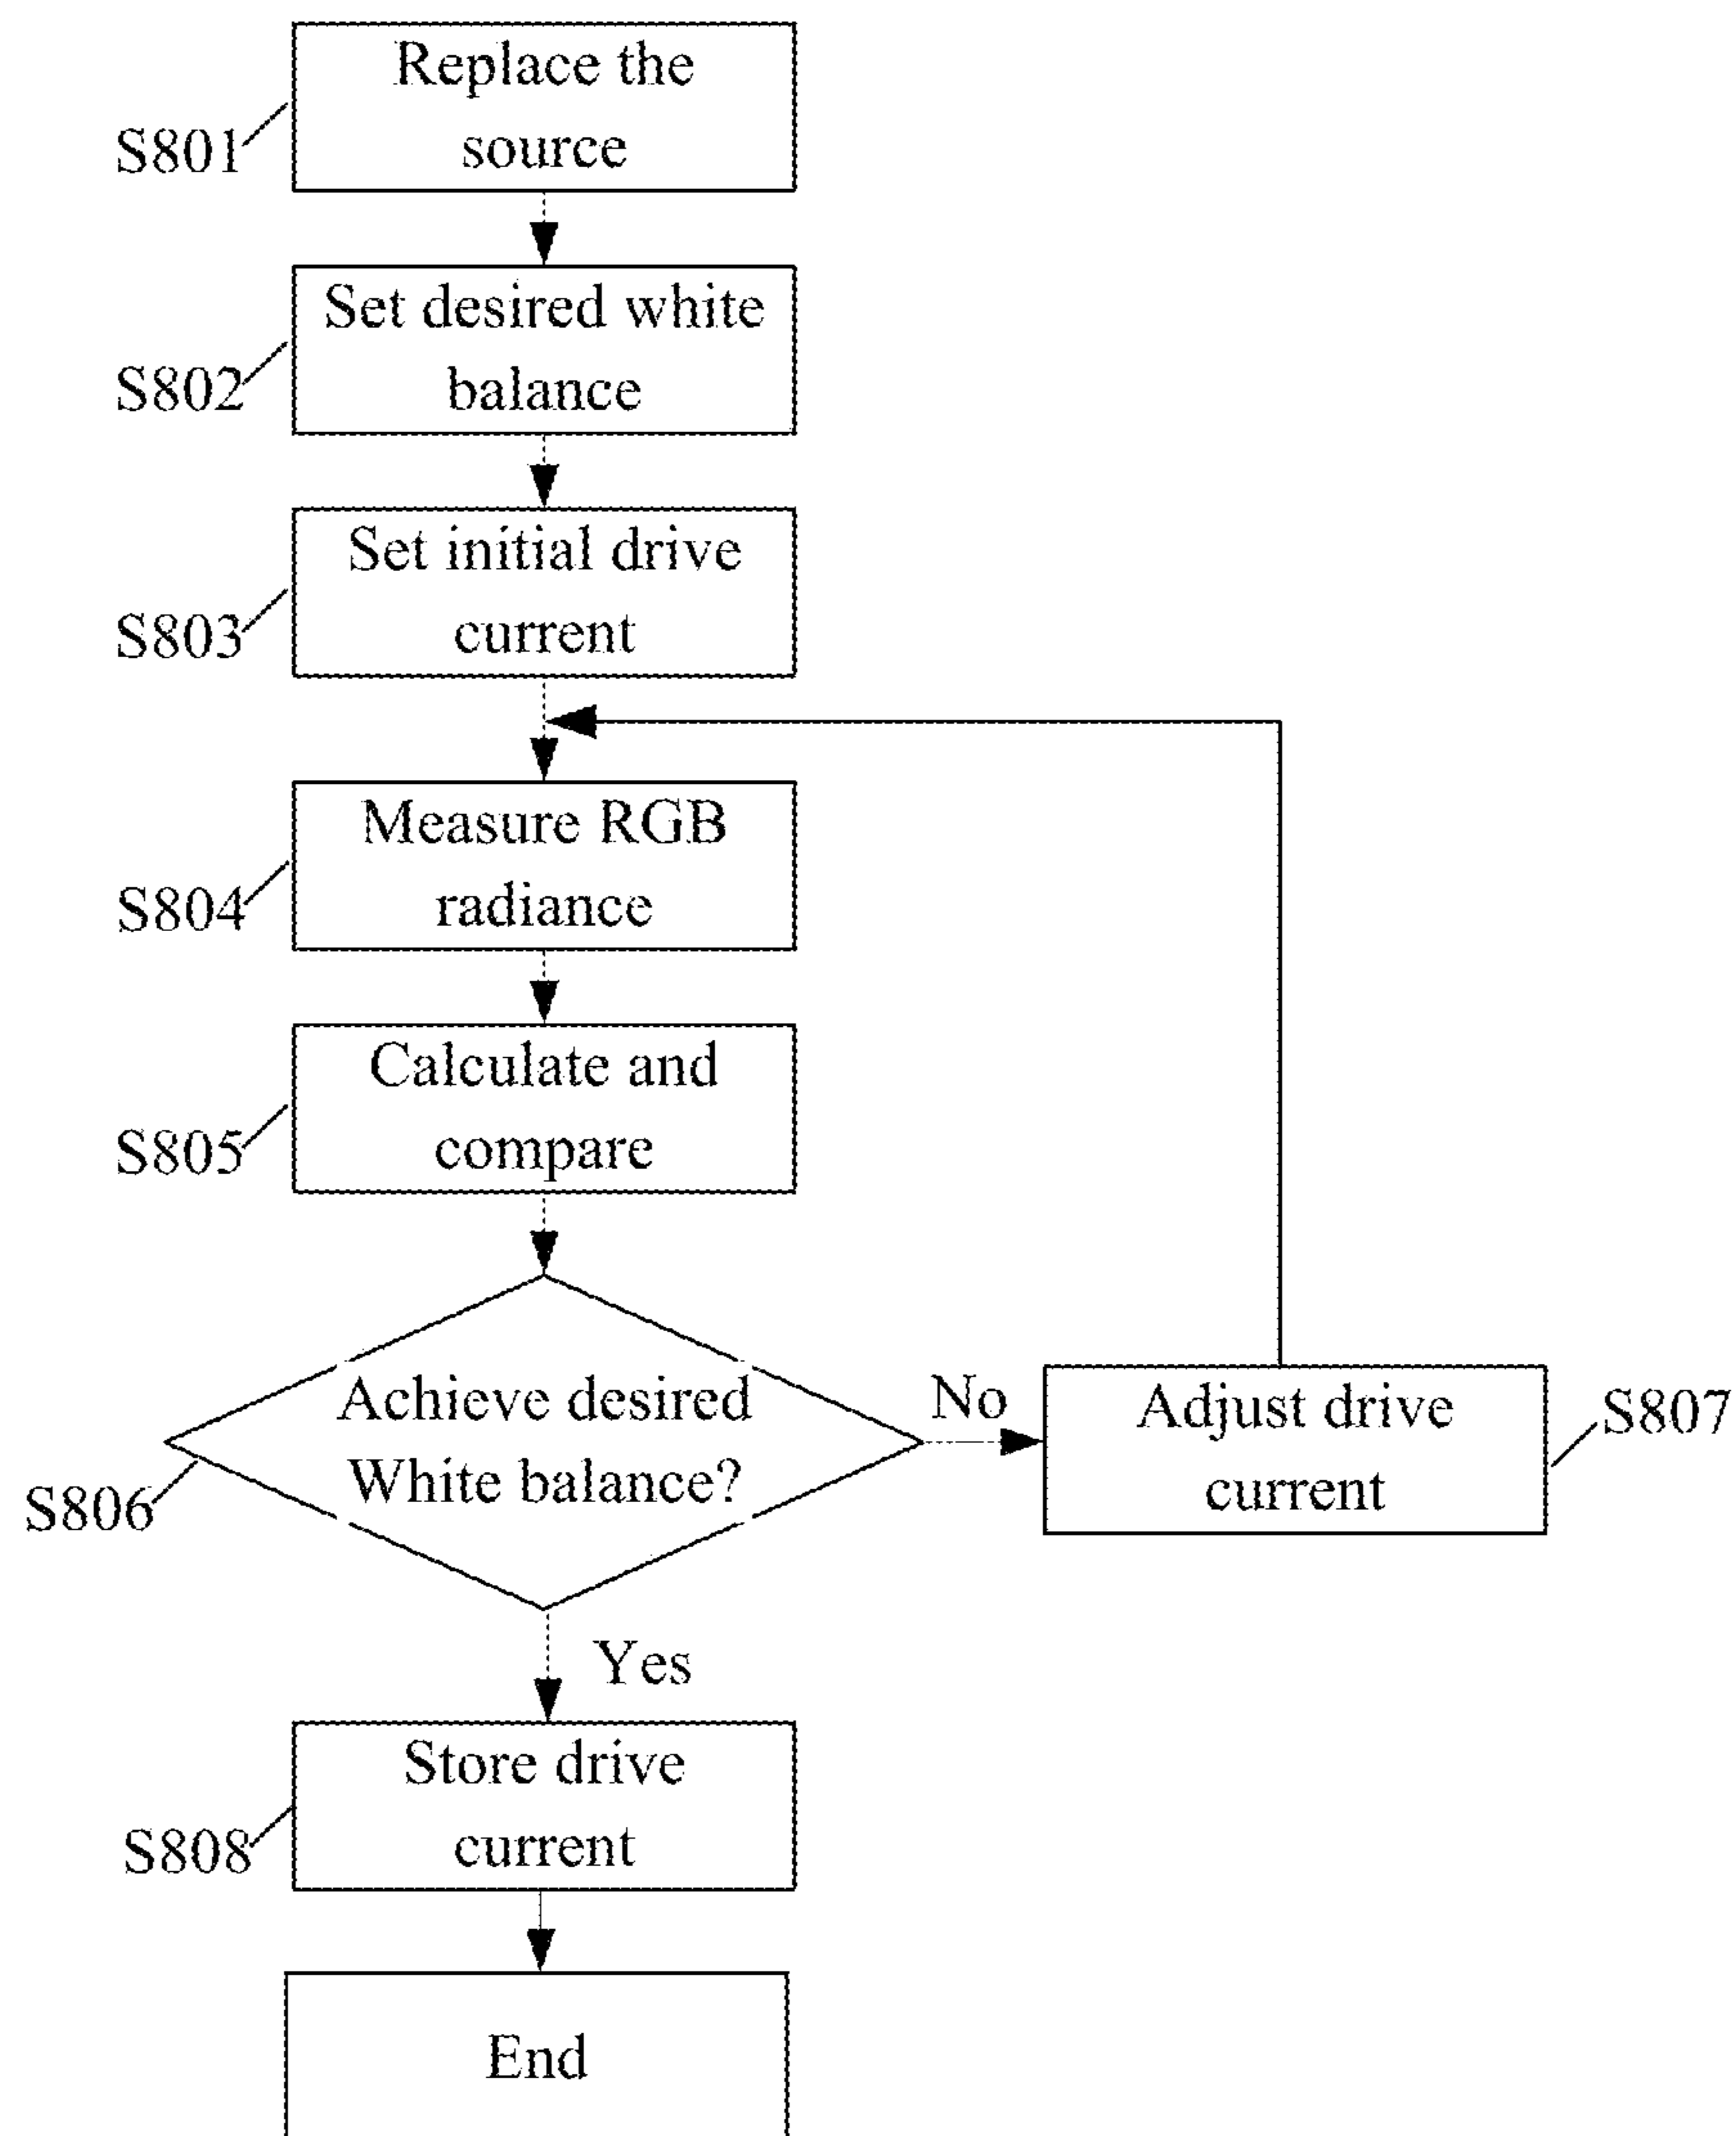 Replace the
source
S801
Set desired white
balance
S802
Set initial drive
current
S803
Measure RGB
radiance
S804
Calculate and
compare
S805
Achieve desired
White balance?
S806
No
Adjust drive
current
S807
Yes
Store drive
current
S808
End